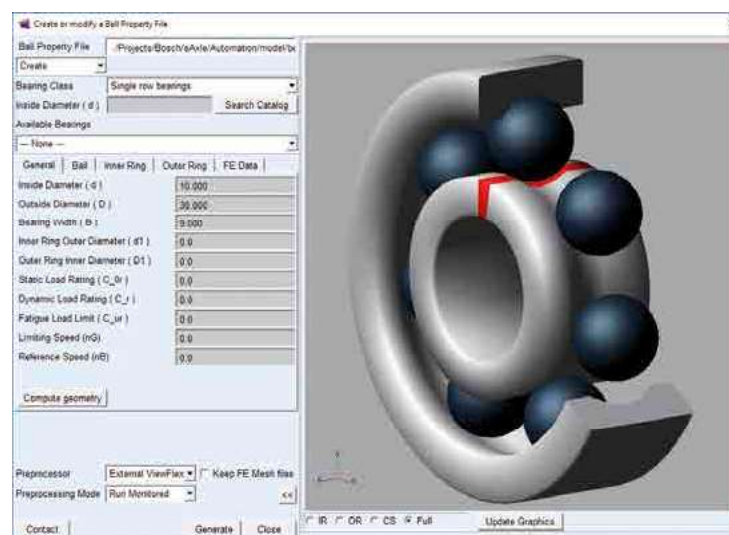 Create or modify a Ball Property File
Ball Property File ./Projects/Bosch/eAxle/Automation/model/be
Create
Bearing Class Single row bearings
Inside Diameter ( d ) Search Catalog
Available Bearings
--- None ---
General Ball Inner Ring Outer Ring FE Data
Inside Diameter ( d ) 10.000
Outside Diameter ( D ) 30.000
Bearing Width ( B ) 9.000
Inner Ring Outer Diameter ( d1 ) 0.0
Outer Ring Inner Diameter ( D1 ) 0.0
Static Load Rating ( C_0r ) 0.0
Dynamic Load Rating ( C_r ) 0.0
Fatigue Load Limit ( C_ur ) 0.0
Limiting Speed (nG) 0.0
Reference Speed (nB) 0.0
Compute geometry
Preprocessor External ViewFlex Keep FE Mesh files
Preprocessing Mode Run Monitored <<
IR OR CS Full Update Graphics
Contact Generate Close